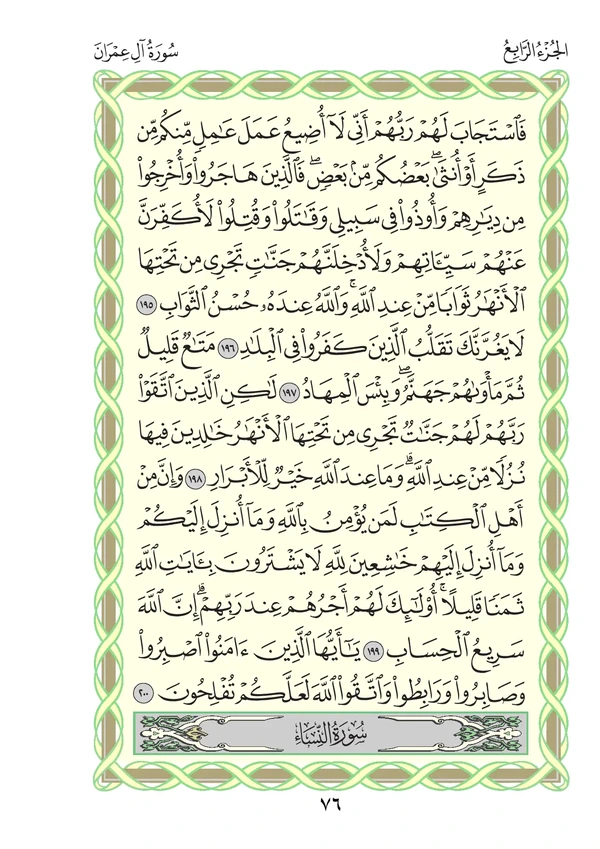 الجُزْءُ الرَّابِعُ
سُورَةُ آلِ عِمْرَانَ
فَٱسْتَجَابَ لَهُمْ رَبُّهُمْ أَنِّى لَآ أُضِيعُ عَمَلَ عَـٰمِلٍ مِّنكُم مِّن
ذَكَرٍ أَوْ أُنثَىٰ ۖ بَعْضُكُم مِّنۢ بَعْضٍ ۖ فَٱلَّذِينَ هَاجَرُوا۟ وَأُخْرِجُوا۟
مِن دِيَـٰرِهِمْ وَأُوذُوا۟ فِى سَبِيلِى وَقَـٰتَلُوا۟ وَقُتِلُوا۟ لَأُكَفِّرَنَّ
عَنْهُمْ سَيِّـَٔاتِهِمْ وَلَأُدْخِلَنَّهُمْ جَنَّـٰتٍ تَجْرِى مِن تَحْتِهَا
ٱلْأَنْهَـٰرُ ثَوَابًا مِّنْ عِندِ ٱللَّهِ ۗ وَٱللَّهُ عِندَهُۥ حُسْنُ ٱلثَّوَابِ ١٩٥
لَا يَغُرَّنَّكَ تَقَلُّبُ ٱلَّذِينَ كَفَرُوا۟ فِى ٱلْبِلَـٰدِ ١٩٦ مَتَـٰعٌ قَلِيلٌ
ثُمَّ مَأْوَىٰهُمْ جَهَنَّمُ ۚ وَبِئْسَ ٱلْمِهَادُ ١٩٧ لَـٰكِنِ ٱلَّذِينَ ٱتَّقَوْا۟
رَبَّهُمْ لَهُمْ جَنَّـٰتٌ تَجْرِى مِن تَحْتِهَا ٱلْأَنْهَـٰرُ خَـٰلِدِينَ فِيهَا
نُزُلًا مِّنْ عِندِ ٱللَّهِ ۗ وَمَا عِندَ ٱللَّهِ خَيْرٌ لِّلْأَبْرَارِ ١٩٨ وَإِنَّ مِنْ
أَهْلِ ٱلْكِتَـٰبِ لَمَن يُؤْمِنُ بِٱللَّهِ وَمَآ أُنزِلَ إِلَيْكُمْ
وَمَآ أُنزِلَ إِلَيْهِمْ خَـٰشِعِينَ لِلَّهِ لَا يَشْتَرُونَ بِـَٔايَـٰتِ ٱللَّهِ
ثَمَنًا قَلِيلًا ۗ أُو۟لَـٰٓئِكَ لَهُمْ أَجْرُهُمْ عِندَ رَبِّهِمْ ۗ إِنَّ ٱللَّهَ
سَرِيعُ ٱلْحِسَابِ ١٩٩ يَـٰٓأَيُّهَا ٱلَّذِينَ ءَامَنُوا۟ ٱصْبِرُوا۟
وَصَابِرُوا۟ وَرَابِطُوا۟ وَٱتَّقُوا۟ ٱللَّهَ لَعَلَّكُمْ تُفْلِحُونَ ٢٠٠
سُورَةُ النِّسَاءِ
٧٦